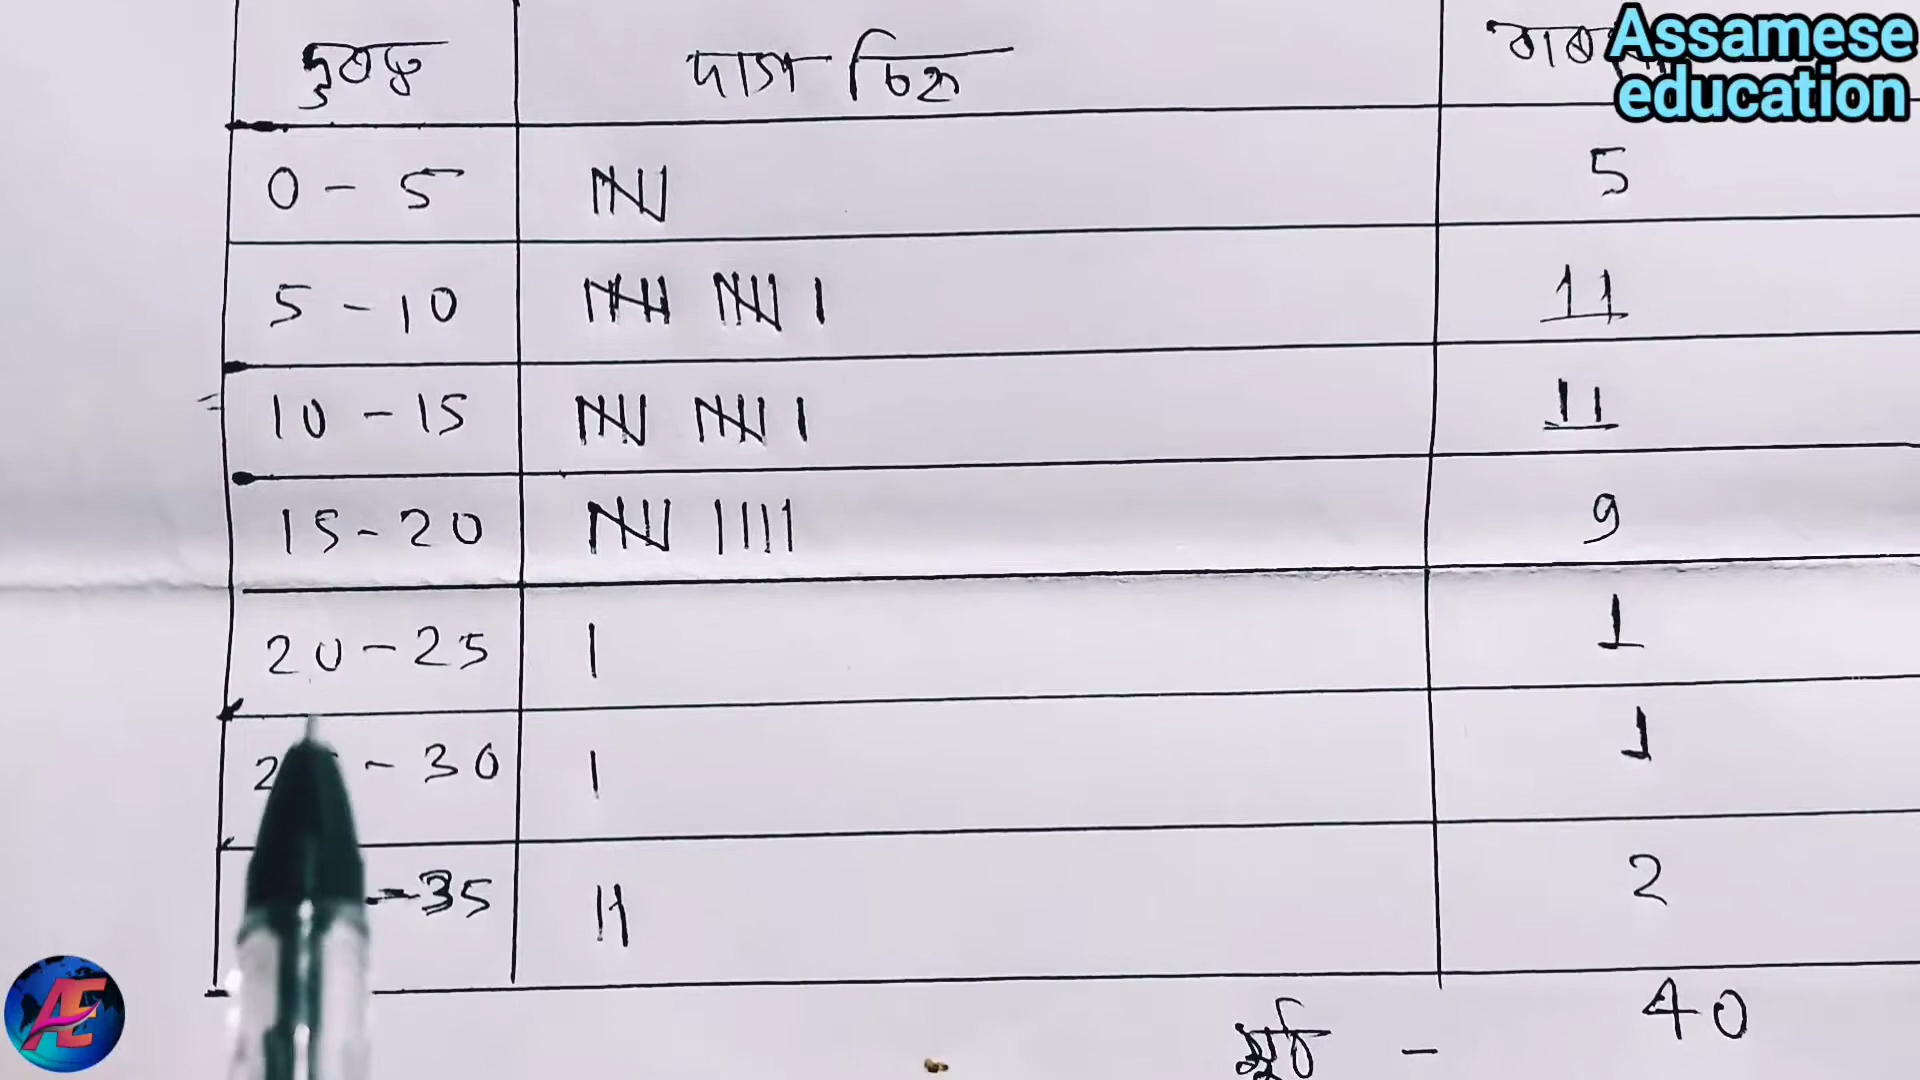 দূৰত্ব দাগ চিহ্ন
Assamese
education
0 - 5 5
5 - 10 11
10 - 15 11
15 - 20 9
20 - 25 1
- 30 1
- 35 2
মুঠ - 40
AE